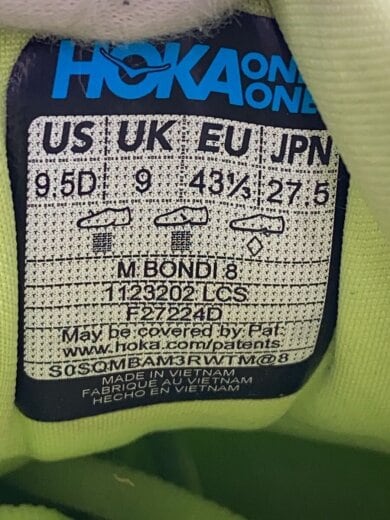 HOKA ONE ONE
US UK EU JPN
9.5D 9 43⅓ 27.5
M BONDI 8
1123202 LCS
F27224D
May be covered by Pat.
www.hoka.com/patents
S0SQMBAM3RWTM@8
MADE IN VIETNAM
FABRIQUE AU VIETNAM
HECHO EN VIETNAM